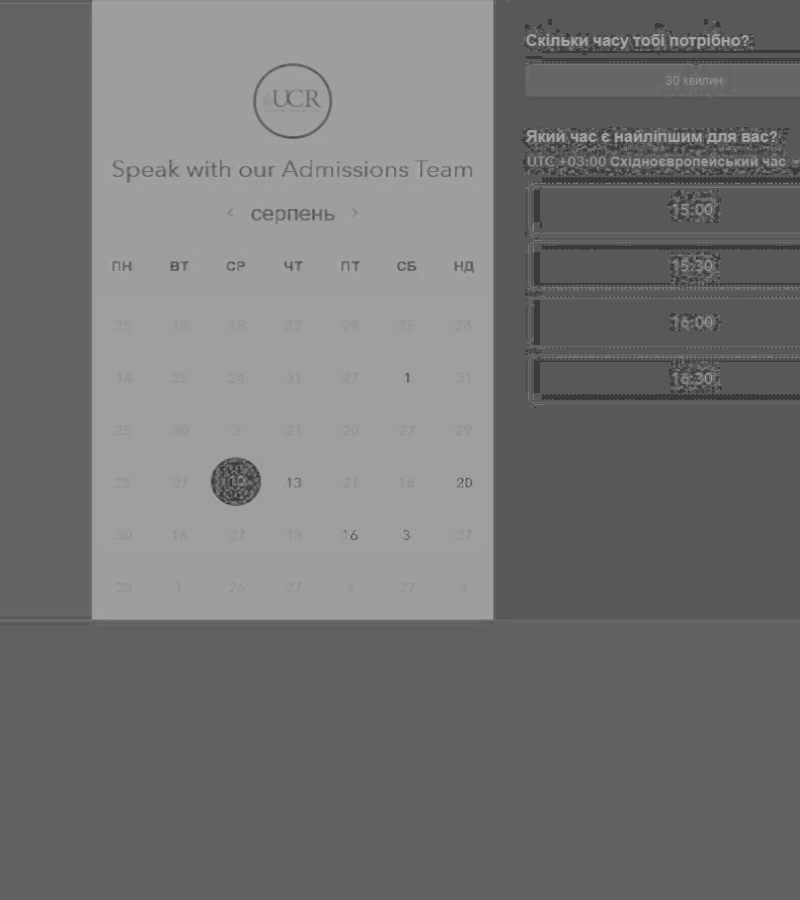 UCR
Speak with our Admissions Team
< серпень >
ПН ВТ СР ЧТ ПТ СБ НД
25 18 18 23 29 25 24
14 25 24 31 27 1 31
25 30 3 21 20 27 29
25 27 10 13 21 16 20
30 16 27 13 16 3 27
29 1 26 27 4 27 4
Скільки часу тобі потрібно?
30 хвилин
Який час є найліпшим для вас?
UTC +03:00 Східноєвропейський час
15:00
15:30
16:00
16:30